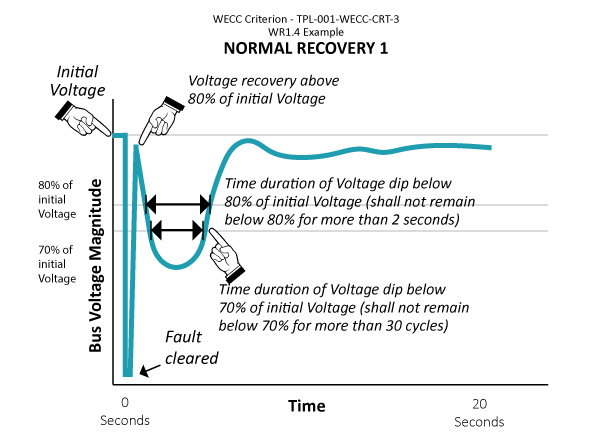 WECC Criterion - TPL-001-WECC-CRT-3
WR1.4 Example
NORMAL RECOVERY 1
Initial
Voltage
Voltage recovery above
80% of initial Voltage
80% of
initial
Voltage
70% of
initial
Voltage
Bus Voltage Magnitude
Time duration of Voltage dip below
80% of initial Voltage (shall not remain
below 80% for more than 2 seconds)
Time duration of Voltage dip below
70% of initial Voltage (shall not remain
below 70% for more than 30 cycles)
Fault
cleared
0
Seconds
Time
20
Seconds